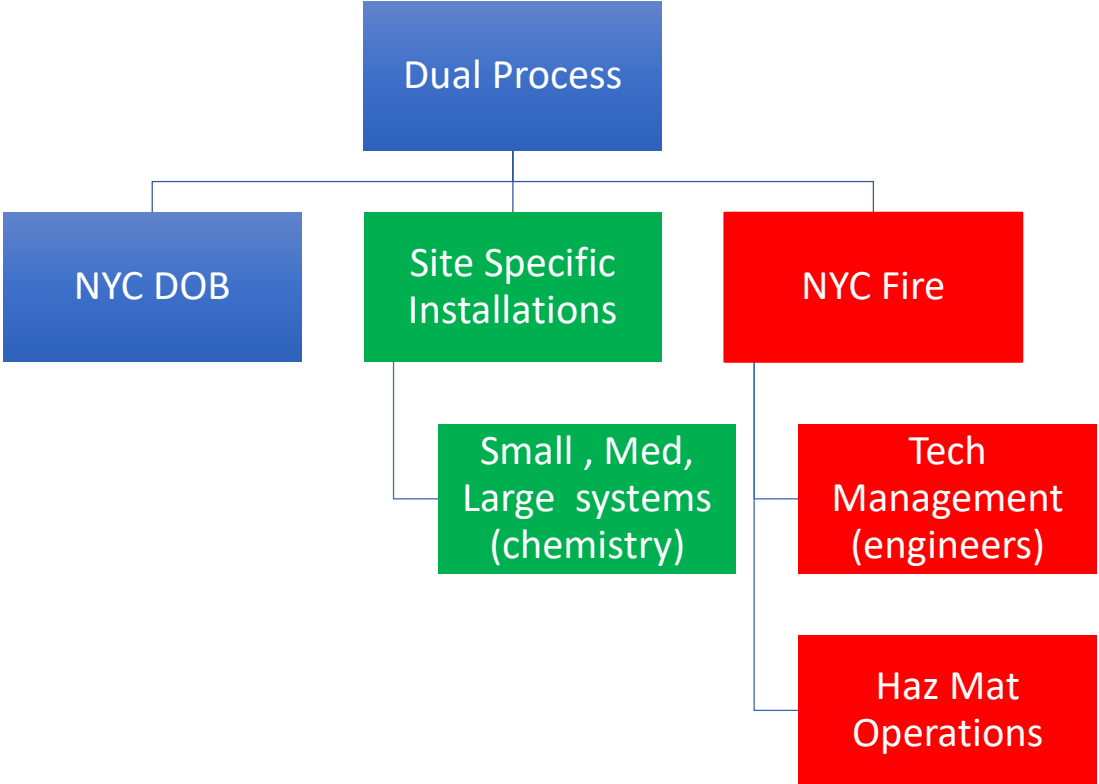 Dual Process
NYC DOB
Site Specific
Installations
NYC Fire
Small , Med,
Large  systems
(chemistry)
Tech
Management
(engineers)
Haz Mat
Operations